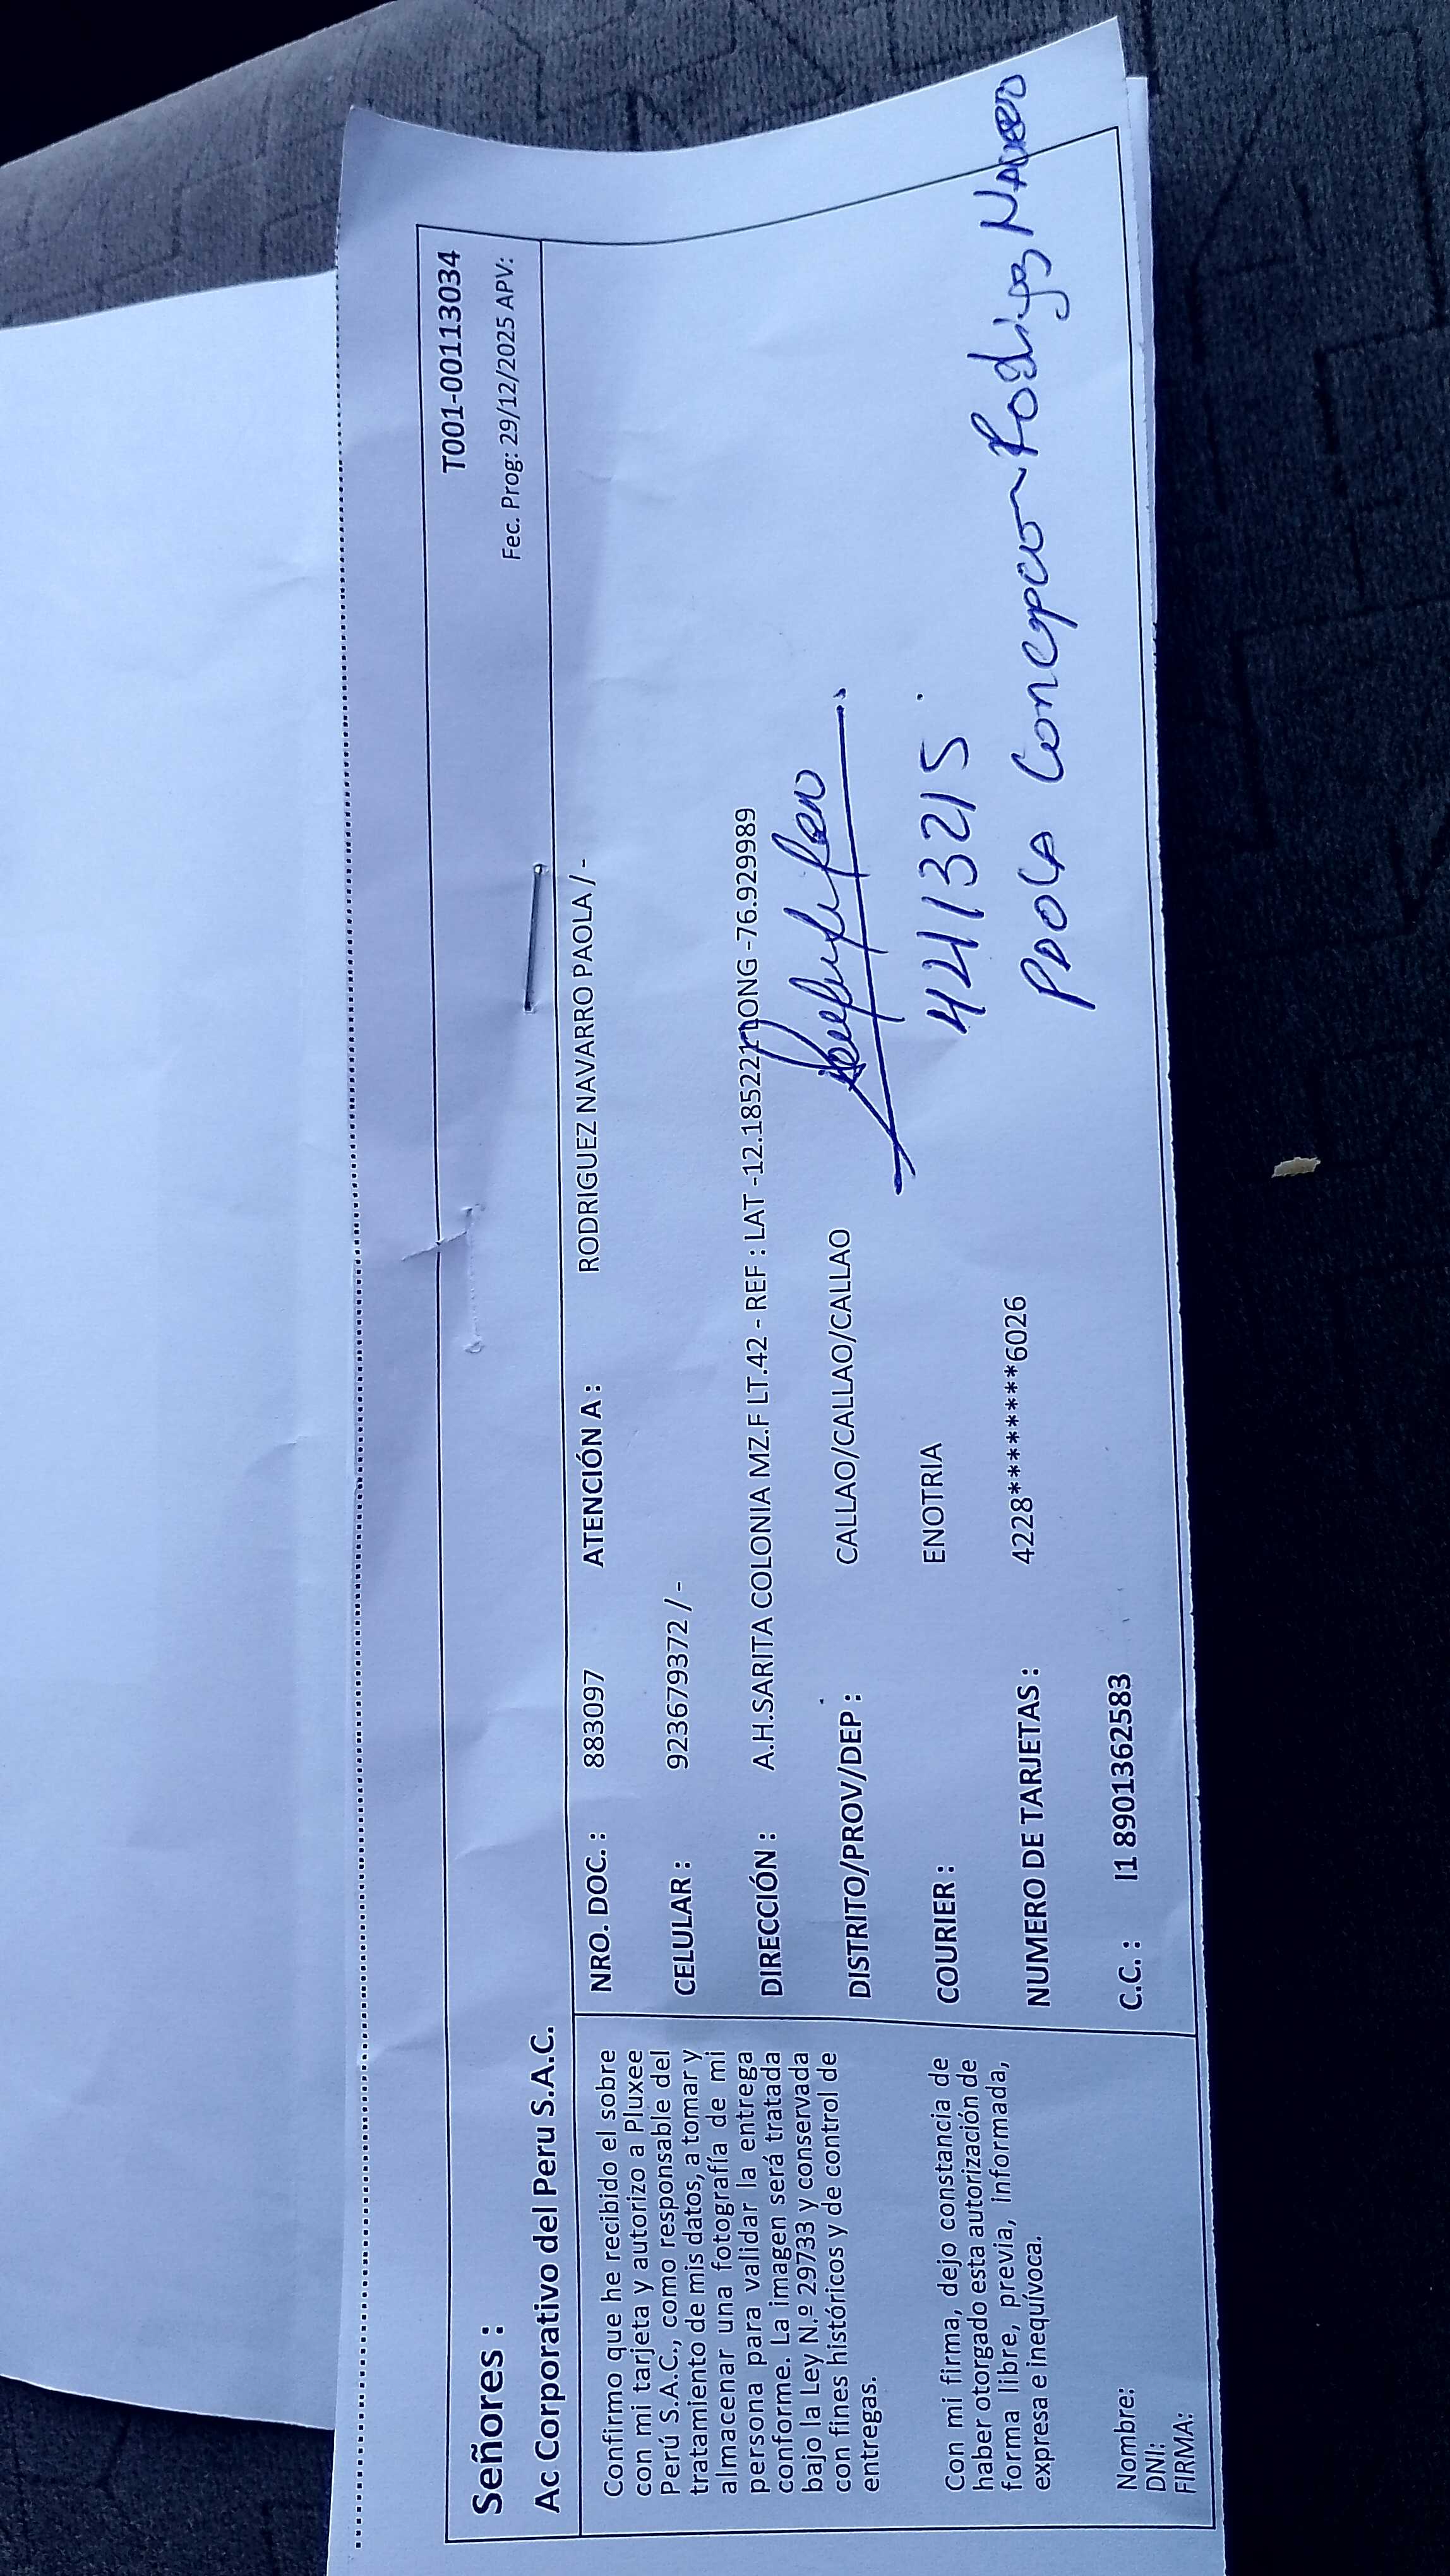 T001-00113034
Señores :
Fec. Prog: 29/12/2025 APV:
Ac Corporativo del Peru S.A.C.
Confirmo que he recibido el sobre
con mi tarjeta y autorizo a Pluxee
Perú S.A.C., como responsable del
tratamiento de mis datos, a tomar y
almacenar una fotografía de mi
persona para validar la entrega
conforme. La imagen será tratada
bajo la Ley N.º 29733 y conservada
con fines históricos y de control de
entregas.
Con mi firma, dejo constancia de
haber otorgado esta autorización de
forma libre, previa, informada,
expresa e inequívoca.
Nombre:
DNI:
FIRMA:
NRO. DOC. : 883097 ATENCIÓN A : RODRIGUEZ NAVARRO PAOLA / -
CELULAR : 923679372 / -
DIRECCIÓN : A.H.SARITA COLONIA MZ.F LT.42 - REF : LAT -12.185221 LONG -76.929989
DISTRITO/PROV/DEP : CALLAO/CALLAO/CALLAO
COURIER : ENOTRIA
44113215
NUMERO DE TARJETAS : 4228********6026
PAOLA Concepcion Rodriguez
C.C. : I1 8901362583